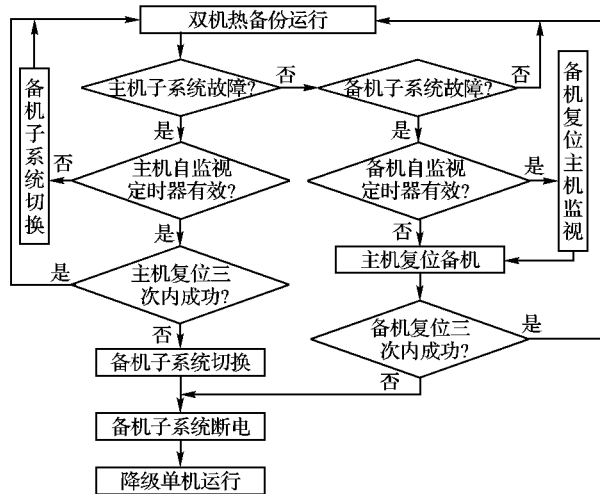 双机热备份运行
主机子系统故障?
否
备机子系统故障?
否
备机子系统切换
备机复位主机监视
是
是
主机自监视
定时器有效?
否
备机自监视
定时器有效?
是
是
否
主机复位备机
主机复位三
次内成功?
是
否
备机复位三
次内成功?
是
否
备机子系统切换
备机子系统断电
降级单机运行